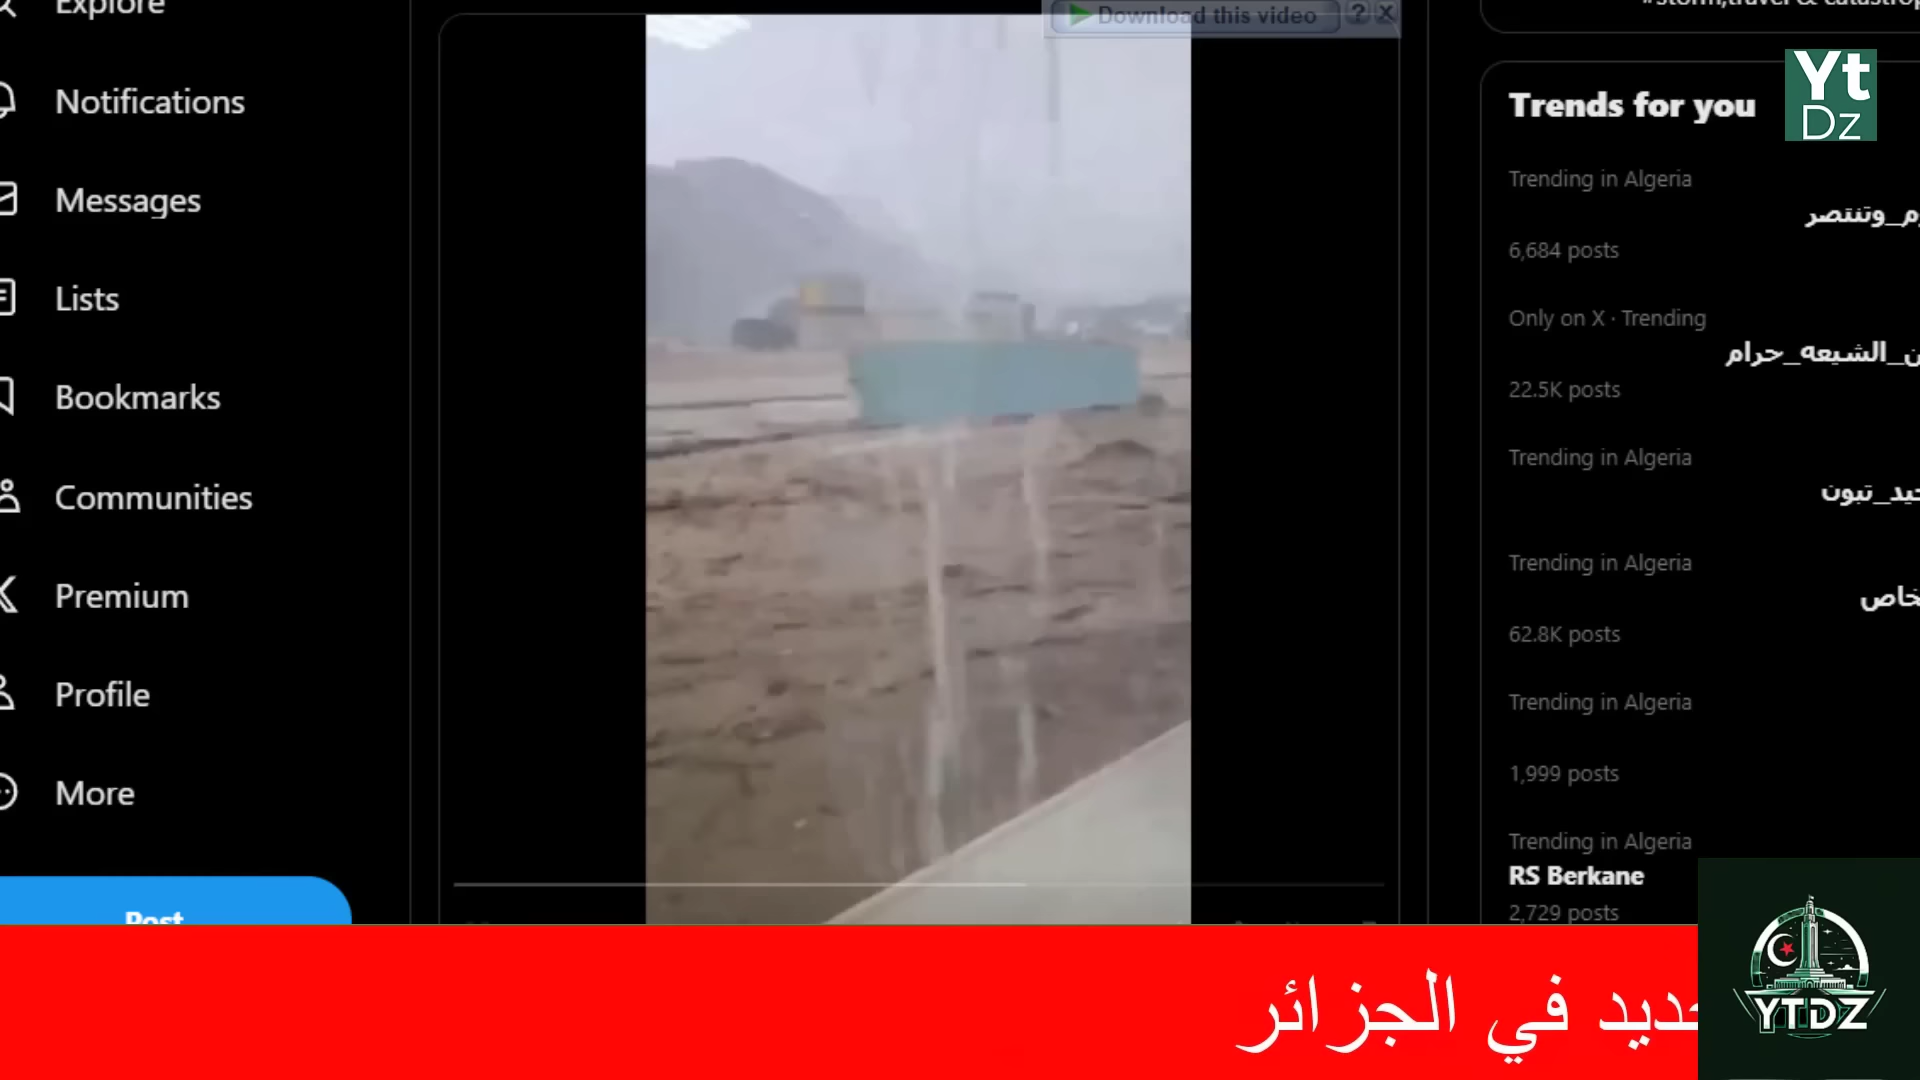 Explore
Notifications
Messages
Lists
Bookmarks
Communities
Premium
Profile
More
Post
Download this video
Trends for you
Yt
Dz
Trending in Algeria
6,684 posts
Only on X · Trending
الشيعه_حرام
22.5K posts
Trending in Algeria
Trending in Algeria
62.8K posts
Trending in Algeria
1,999 posts
Trending in Algeria
RS Berkane
2,729 posts
في الجزائر
YTDZ